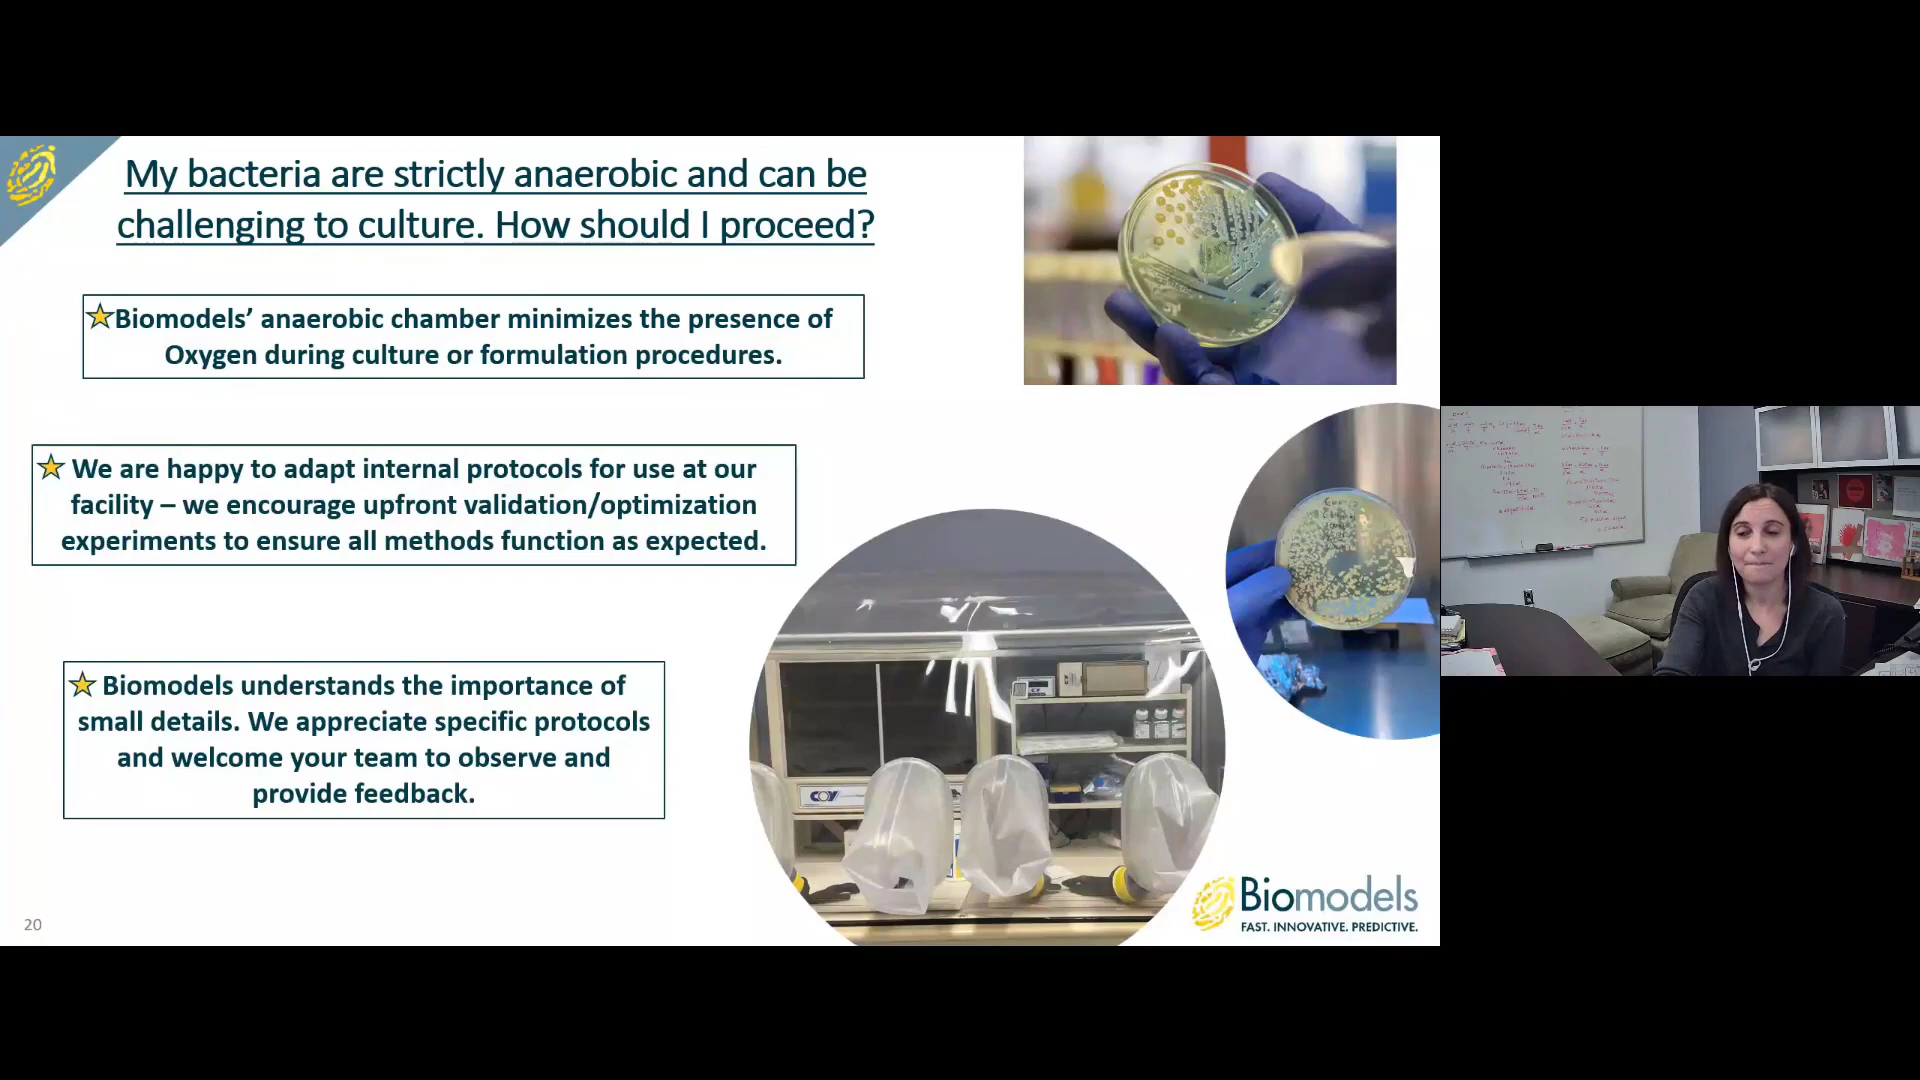 My bacteria are strictly anaerobic and can be
challenging to culture. How should I proceed?
Biomodels’ anaerobic chamber minimizes the presence of
Oxygen during culture or formulation procedures.
We are happy to adapt internal protocols for use at our
facility – we encourage upfront validation/optimization
experiments to ensure all methods function as expected.
Biomodels understands the importance of
small details. We appreciate specific protocols
and welcome your team to observe and
provide feedback.
COY
Biomodels
FAST. INNOVATIVE. PREDICTIVE.
20